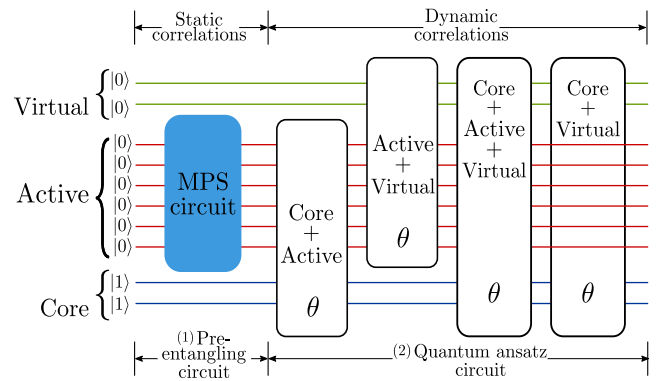 Static
correlations
Dynamic
correlations
Virtual
|0⟩
|0⟩
Active
|0⟩
|0⟩
|0⟩
|0⟩
|0⟩
|0⟩
Core
|1⟩
|1⟩
MPS
circuit
Core
+
Active
θ
Active
+
Virtual
θ
Core
+
Active
+
Virtual
θ
Core
+
Virtual
θ
(1) Pre-
entangling
circuit
(2) Quantum ansatz
circuit